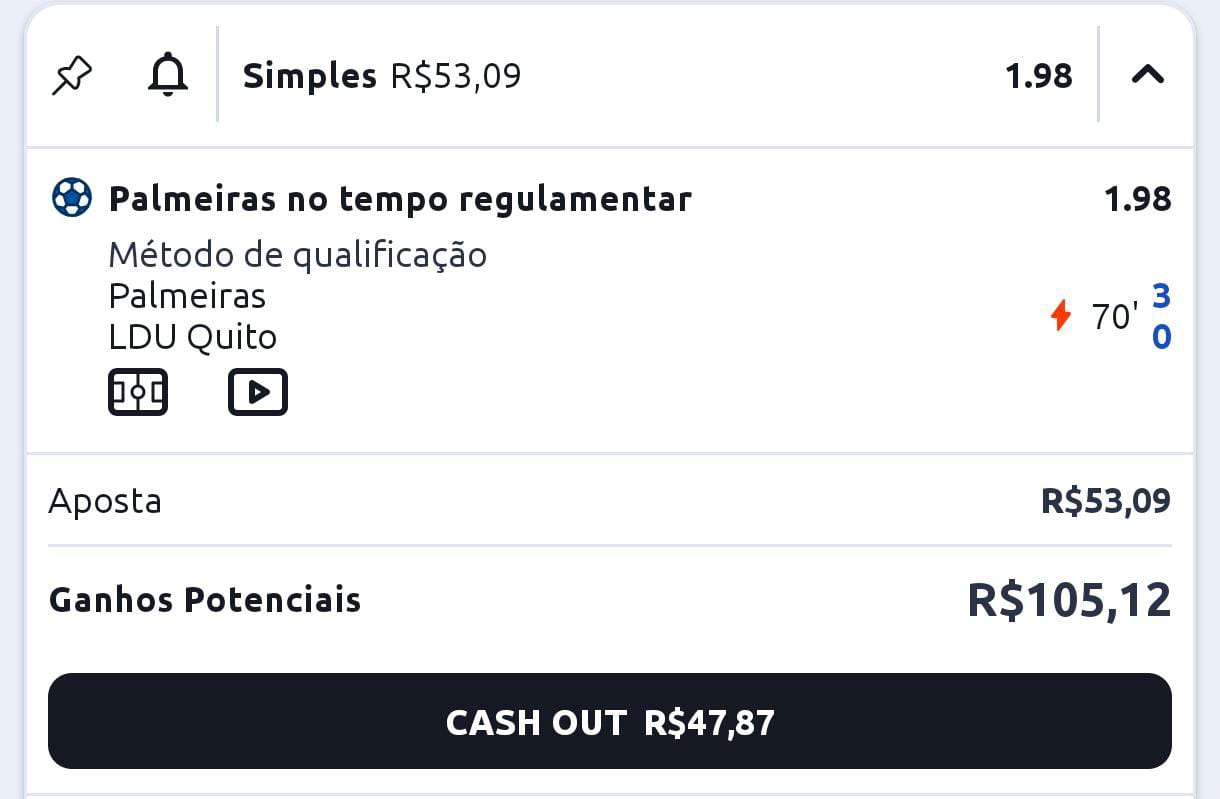 Simples R$53,09 1.98
Palmeiras no tempo regulamentar 1.98
Método de qualificação
Palmeiras 3
70'
LDU Quito 0
Aposta R$53,09
Ganhos Potenciais R$105,12
CASH OUT R$47,87